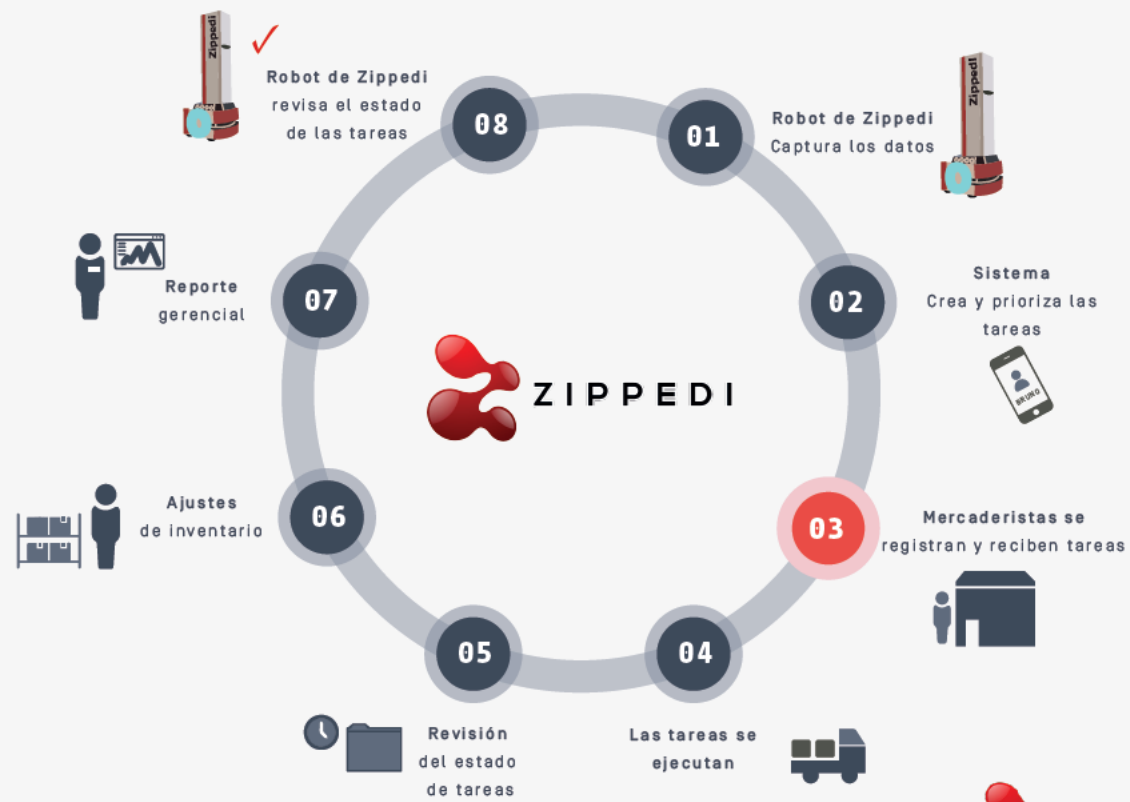 01
Robot de Zippedi
Captura los datos
Zippedi
02
Sistema
Crea y prioriza las
tareas
BRUNO
03
Mercaderistas se
registran y reciben tareas
04
Las tareas se
ejecutan
05
Revisión
del estado
de tareas
06
Ajustes
de inventario
07
Reporte
gerencial
08
Robot de Zippedi
revisa el estado
de las tareas
Zippedi
ZIPPEDI